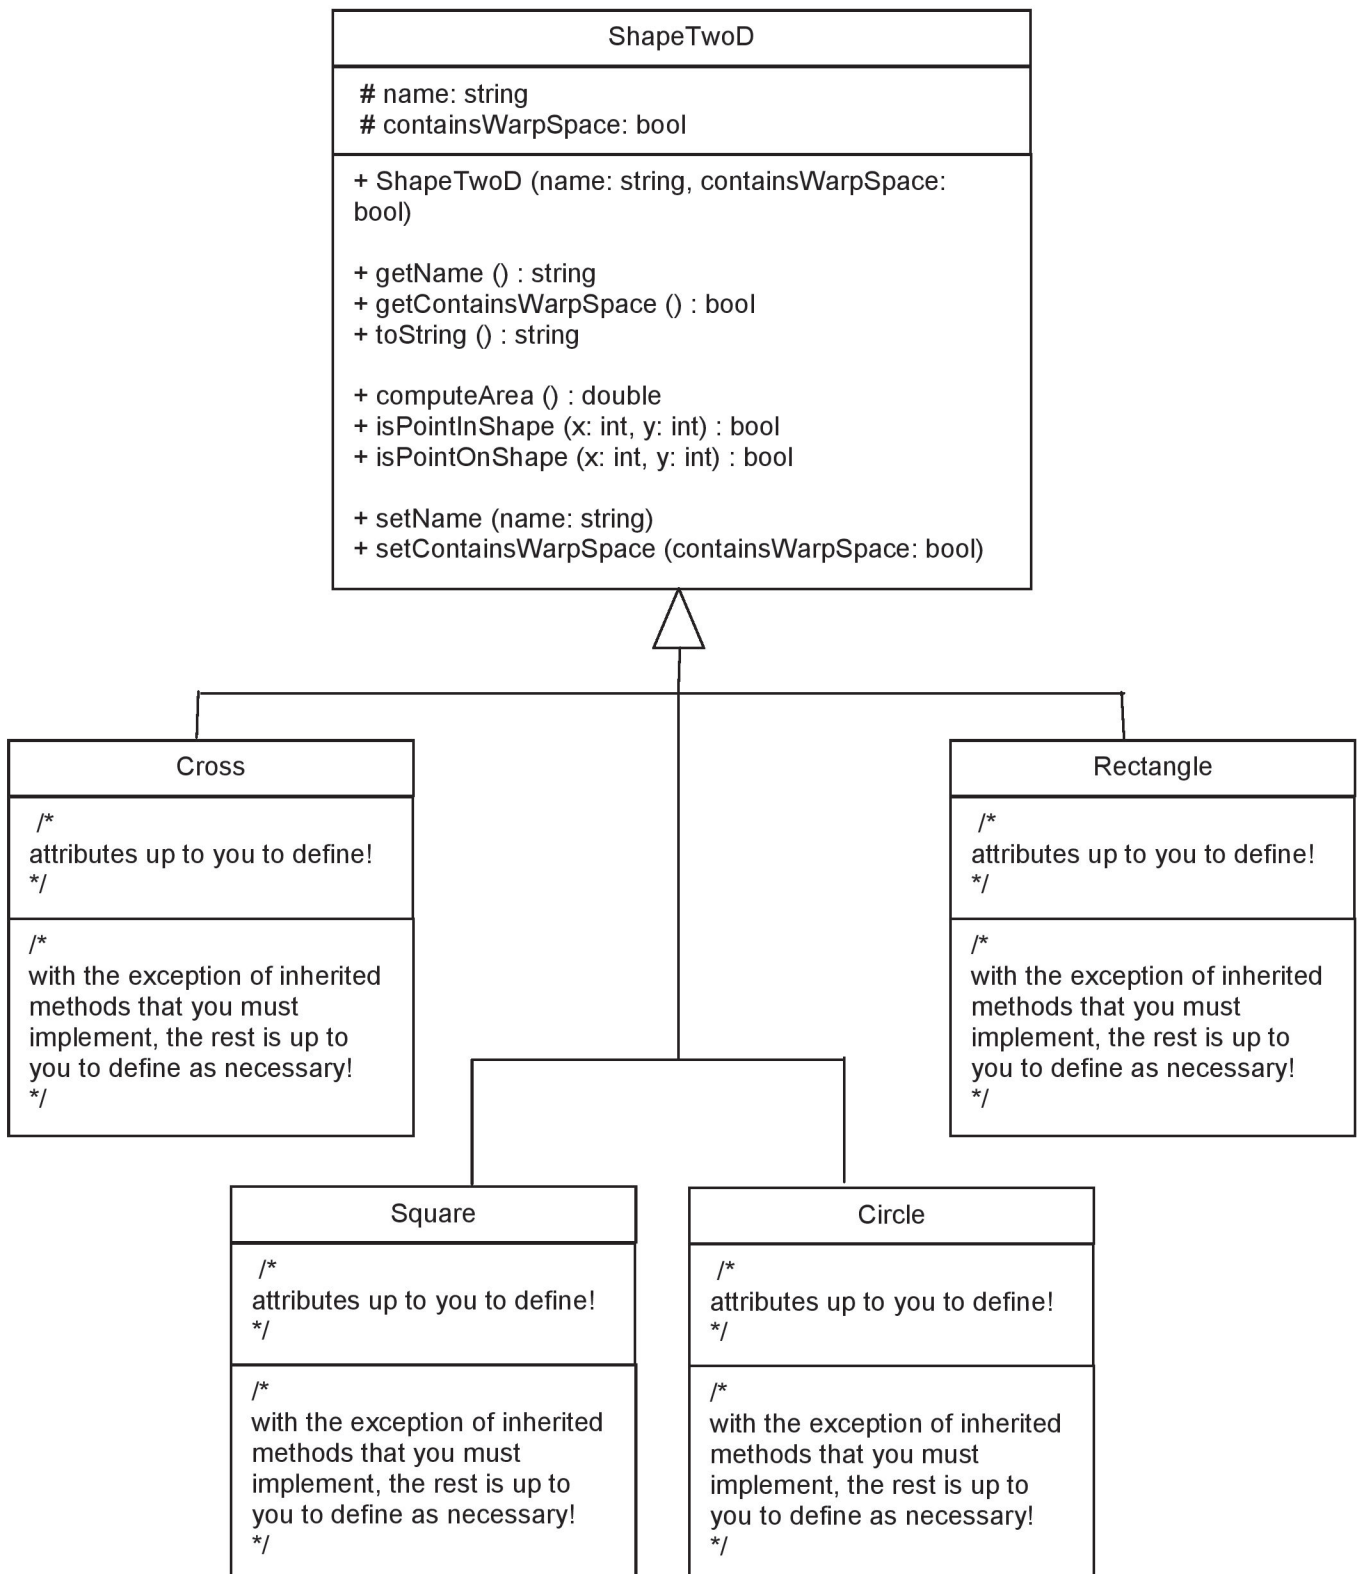 ShapeTwoD
# name: string
# containsWarpSpace: bool
+ ShapeTwoD (name: string, containsWarpSpace:
bool)
+ getName () : string
+ getContainsWarpSpace () : bool
+ toString () : string
+ computeArea () : double
+ isPointInShape (x: int, y: int) : bool
+ isPointOnShape (x: int, y: int) : bool
+ setName (name: string)
+ setContainsWarpSpace (containsWarpSpace: bool)
Cross
/*
attributes up to you to define!
*/
/*
with the exception of inherited
methods that you must
implement, the rest is up to
you to define as necessary!
*/
Rectangle
/*
attributes up to you to define!
*/
/*
with the exception of inherited
methods that you must
implement, the rest is up to
you to define as necessary!
*/
Square
/*
attributes up to you to define!
*/
/*
with the exception of inherited
methods that you must
implement, the rest is up to
you to define as necessary!
*/
Circle
/*
attributes up to you to define!
*/
/*
with the exception of inherited
methods that you must
implement, the rest is up to
you to define as necessary!
*/